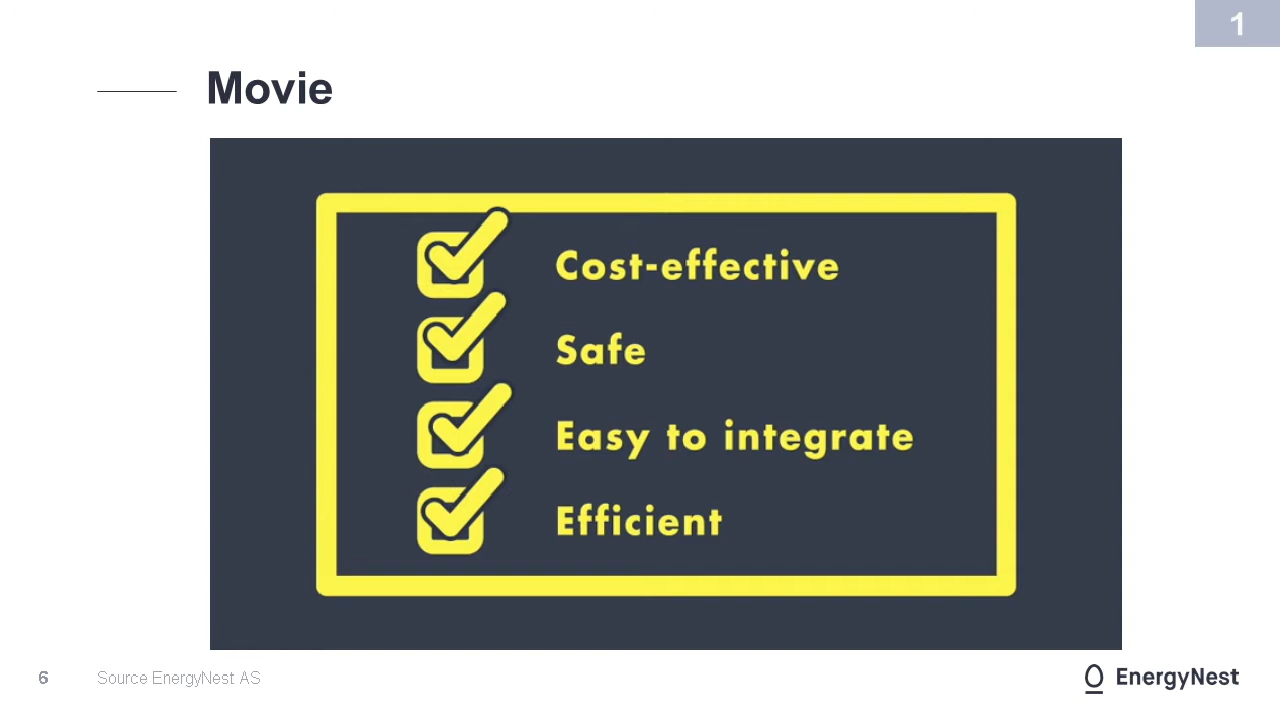 1
Movie
Cost-effective
Safe
Easy to integrate
Efficient
6 Source EnergyNest AS
EnergyNest